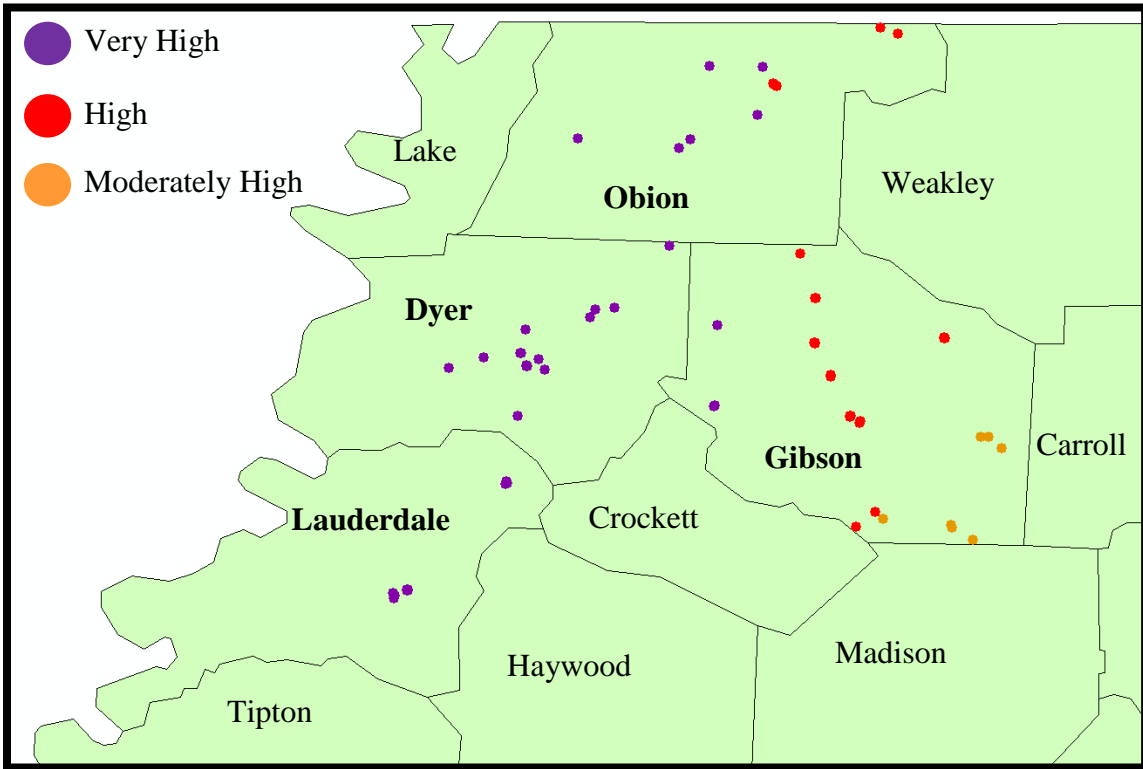 Very High
High
Moderately High
Lake
Weakley
Obion
Dyer
Gibson
Carroll
Lauderdale
Crockett
Haywood
Madison
Tipton